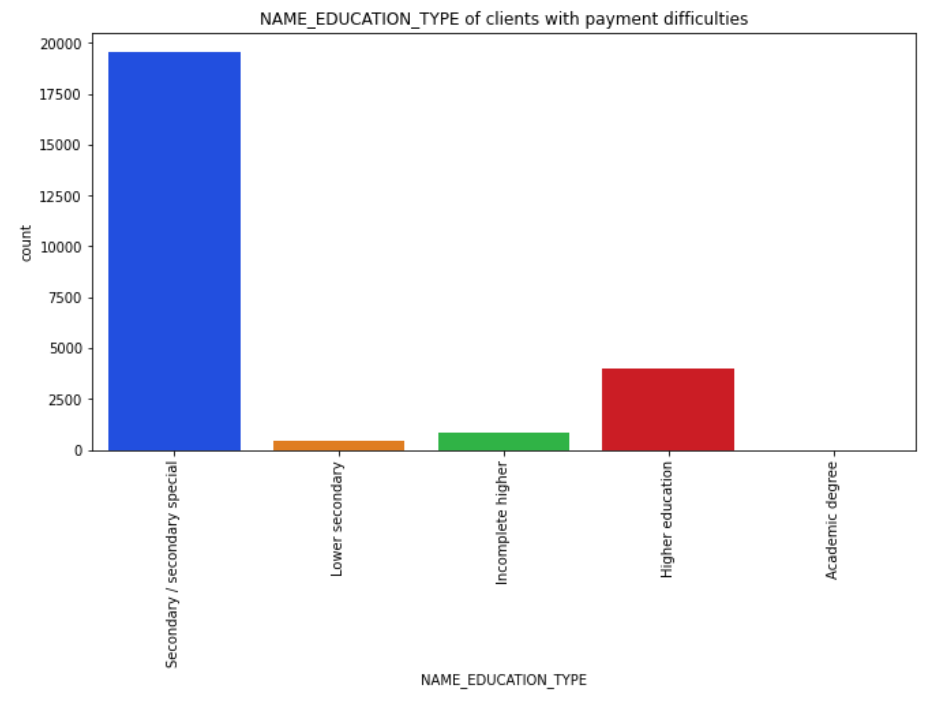 NAME_EDUCATION_TYPE of clients with payment difficulties
20000
17500
15000
12500
10000
7500
5000
2500
0
count
Secondary / secondary special
Lower secondary
Incomplete higher
Higher education
Academic degree
NAME_EDUCATION_TYPE